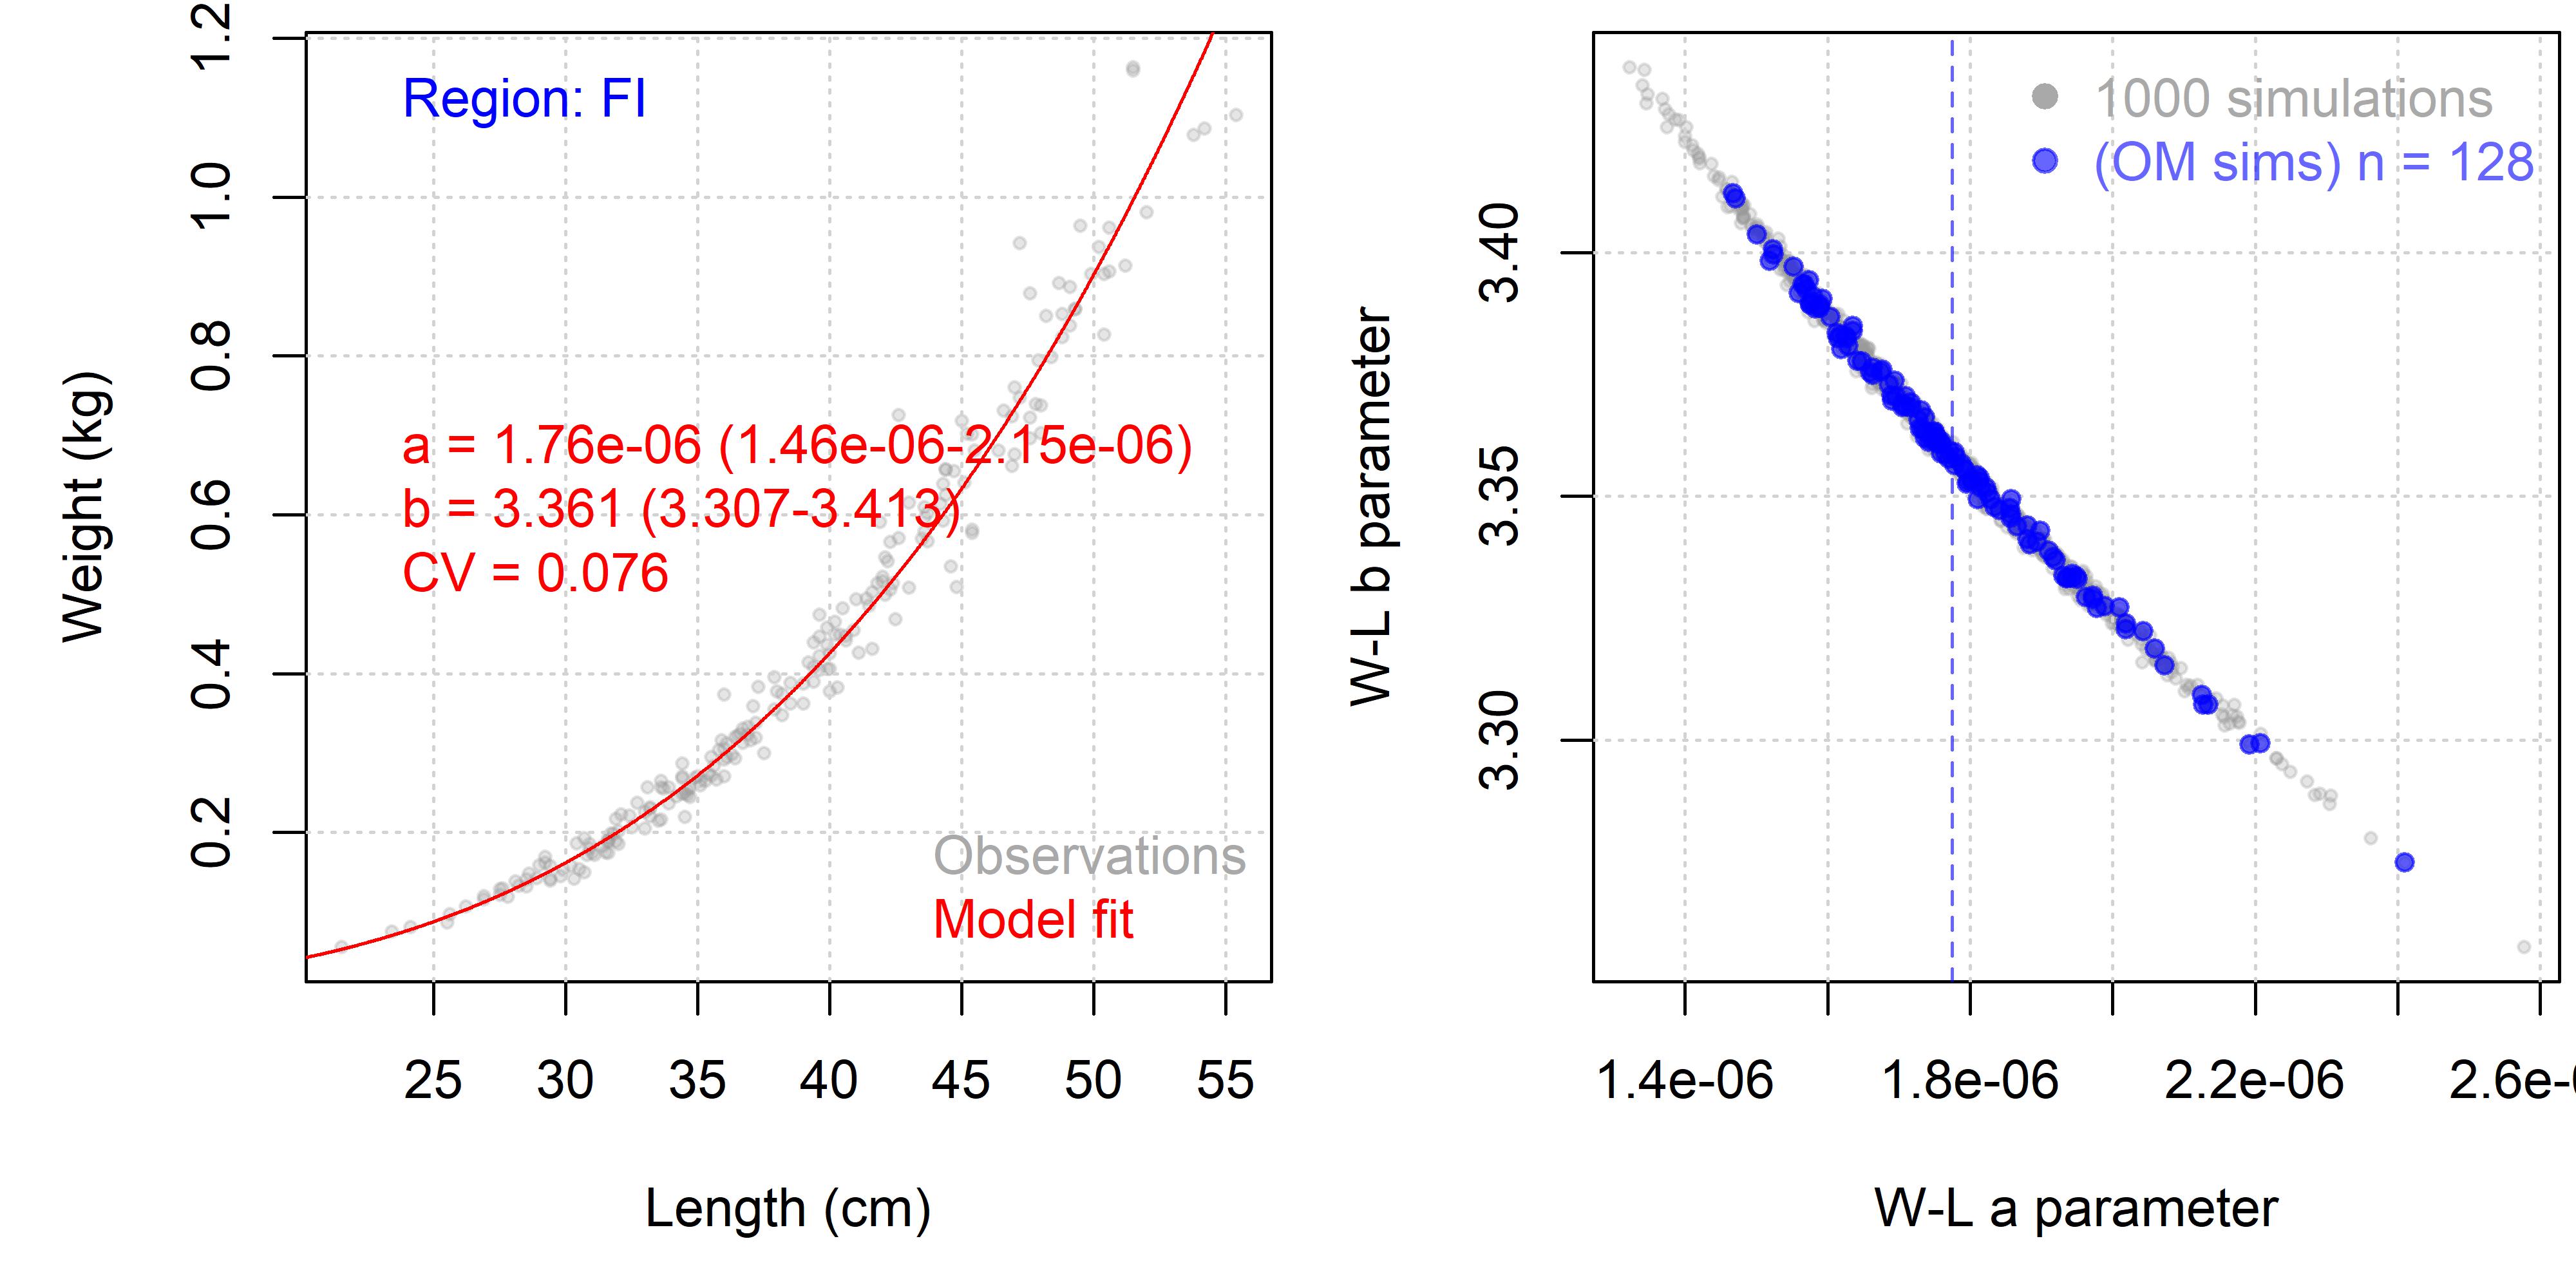 Region: FI
a = 1.76e-06 (1.46e-06-2.15e-06)
b = 3.361 (3.307-3.413)
CV = 0.076
Observations
Model fit
Weight (kg)
1.2
1.0
0.8
0.6
0.4
0.2
25 30 35 40 45 50 55
Length (cm)
1000 simulations
(OM sims) n = 128
W-L b parameter
3.40
3.35
3.30
1.4e-06 1.8e-06 2.2e-06 2.6e-0
W-L a parameter